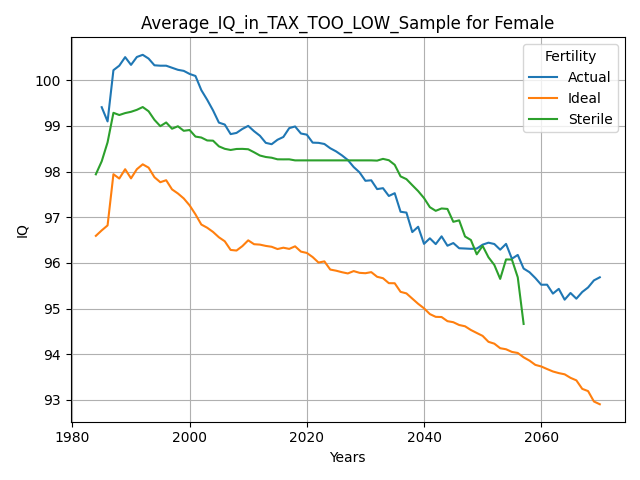 Average_IQ_in_TAX_TOO_LOW_Sample for Female
Fertility
Actual
Ideal
Sterile
100
99
98
97
96
95
94
93
IQ
1980
2000
2020
2040
2060
Years